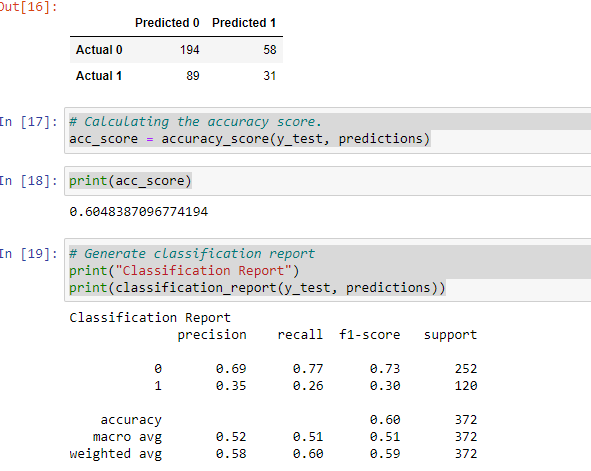 Out[16]:
Predicted 0 Predicted 1
Actual 0 194 58
Actual 1 89 31
In [17]: # Calculating the accuracy score.
acc_score = accuracy_score(y_test, predictions)
In [18]: print(acc_score)
0.6048387096774194
In [19]: # Generate classification report
print("Classification Report")
print(classification_report(y_test, predictions))
Classification Report
precision recall f1-score support
0 0.69 0.77 0.73 252
1 0.35 0.26 0.30 120
accuracy 0.60 372
macro avg 0.52 0.51 0.51 372
weighted avg 0.58 0.60 0.59 372